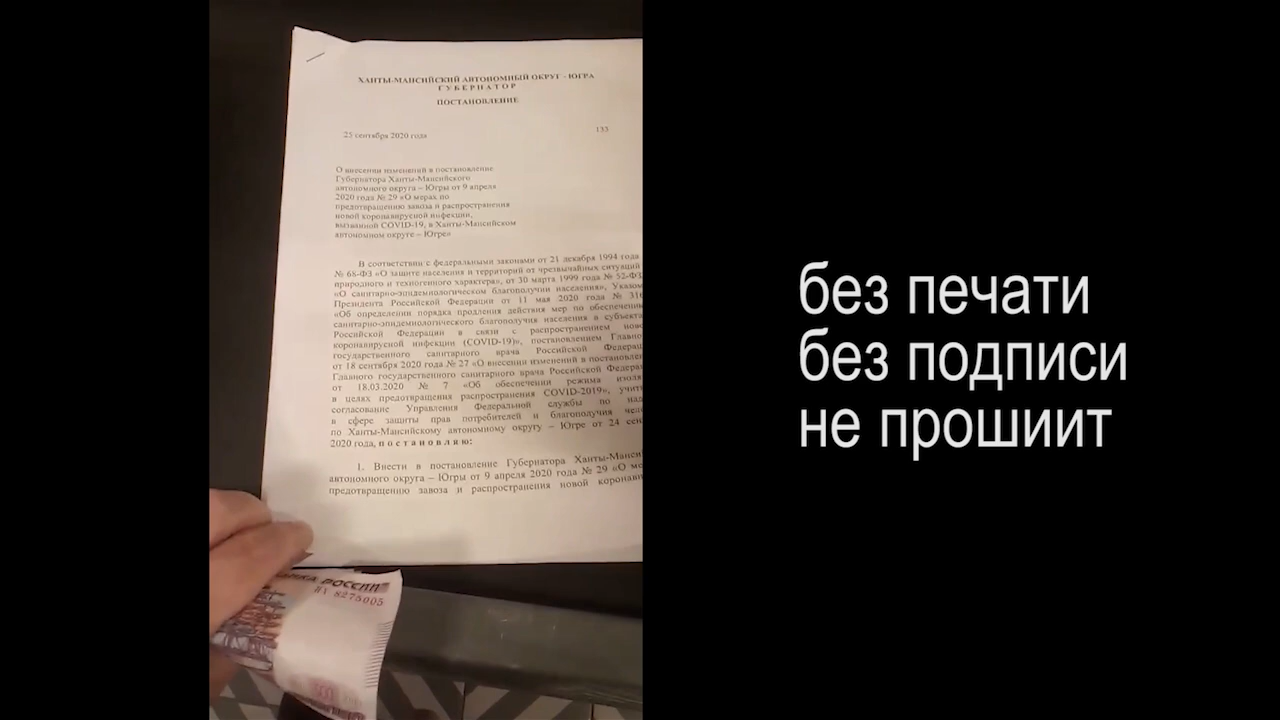 ХАНТЫ-МАНСИЙСКИЙ АВТОНОМНЫЙ ОКРУГ - ЮГРА
ГУБЕРНАТОР
ПОСТАНОВЛЕНИЕ
25 сентября 2020 года
133
О внесении изменений в постановление
Губернатора Ханты-Мансийского
автономного округа – Югры от 9 апреля
2020 года № 29 «О мерах по
предотвращению завоза и распространения
новой коронавирусной инфекции,
вызванной COVID-19, в Ханты-Мансийском
автономном округе – Югре»
В соответствии с федеральными законами от 21 декабря 1994 года
№ 68-ФЗ «О защите населения и территорий от чрезвычайных ситуаций
природного и техногенного характера», от 30 марта 1999 года № 52-ФЗ
«О санитарно-эпидемиологическом благополучии населения», Указом
Президента Российской Федерации от 11 мая 2020 года № 316
«Об определении порядка продления действия мер по обеспечени
санитарно-эпидемиологического благополучия населения в субъекта
Российской Федерации в связи с распространением ново
коронавирусной инфекции (COVID-19)», постановлением Главно
государственного санитарного врача Российской Федерац
от 18 сентября 2020 года № 27 «О внесении изменений в постановлен
Главного государственного санитарного врача Российской Федера
от 18.03.2020 № 7 «Об обеспечении режима изоля
в целях предотвращения распространения COVID-2019», учит
согласование Управления Федеральной службы по над
в сфере защиты прав потребителей и благополучия чело
по Ханты-Мансийскому автономному округу – Югре от 24 сен
2020 года, п о с т а н о в л я ю:
1. Внести в постановление Губернатора Ханты-Манси
автономного округа – Югры от 9 апреля 2020 года № 29 «О ме
предотвращению завоза и распространения новой коронави
РОССИИ
8275005
без печати
без подписи
не прошиит